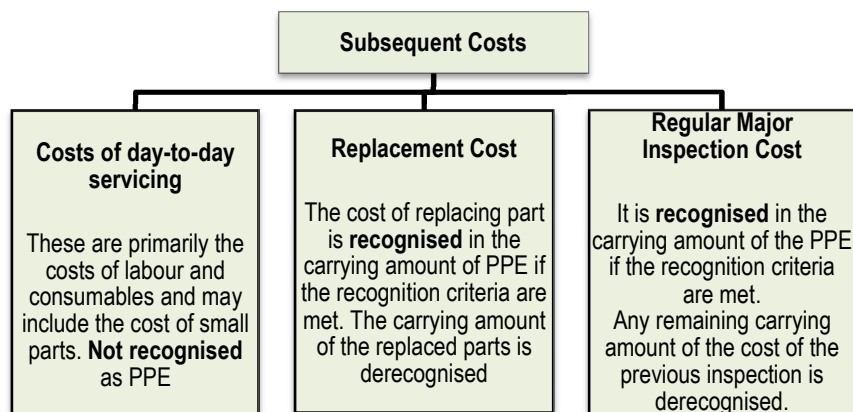 Subsequent Costs
Costs of day-to-day
servicing
These are primarily the
costs of labour and
consumables and may
include the cost of small
parts. Not recognised
as PPE
Replacement Cost
The cost of replacing part
is recognised in the
carrying amount of PPE if
the recognition criteria are
met. The carrying amount
of the replaced parts is
derecognised
Regular Major
Inspection Cost
It is recognised in the
carrying amount of the PPE
if the recognition criteria
are met.
Any remaining carrying
amount of the cost of the
previous inspection is
derecognised.